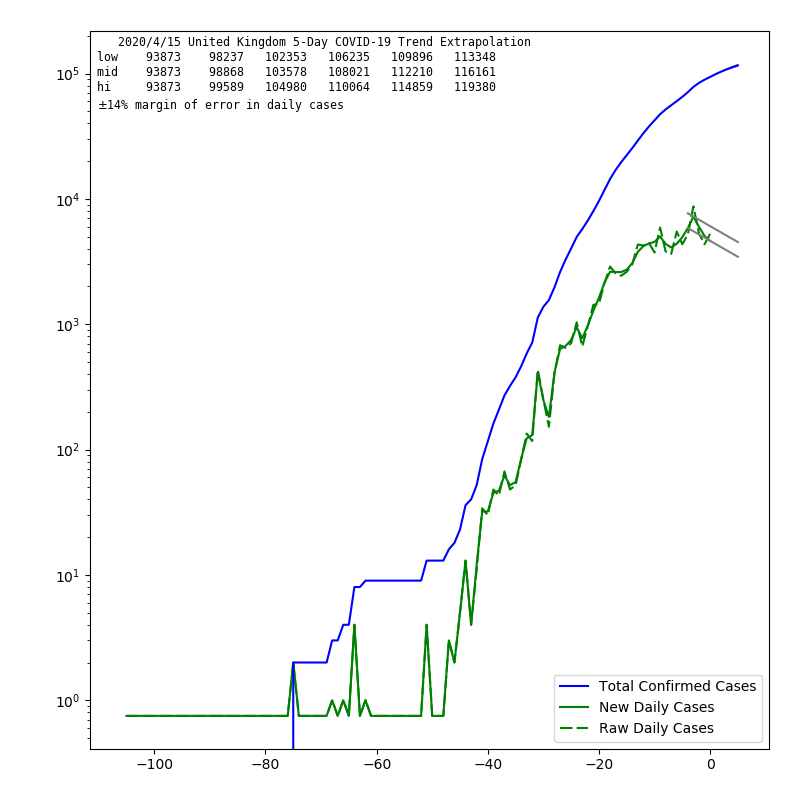 2020/4/15 United Kingdom 5-Day COVID-19 Trend Extrapolation
low 93873 98237 102353 106235 109896 113348
mid 93873 98868 103578 108021 112210 116161
hi 93873 99589 104980 110064 114859 119380
±14% margin of error in daily cases
10⁵
10⁴
10³
10²
10¹
10⁰
Total Confirmed Cases
New Daily Cases
Raw Daily Cases
−100 −80 −60 −40 −20 0